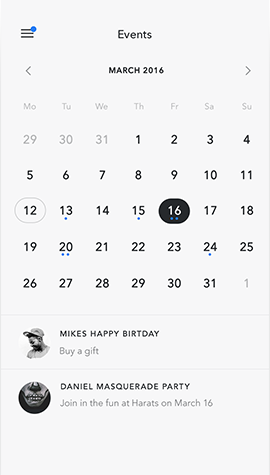 Events
MARCH 2016
Mo Tu We Th Fr Sa Su
29 30 31 1 2 3 4
5 6 7 8 9 10 11
12 13 14 15 16 17 18
19 20 21 22 23 24 25
26 27 28 29 30 31 1
MIKES HAPPY BIRTDAY
Buy a gift
DANIEL MASQUERADE PARTY
Join in the fun at Harats on March 16